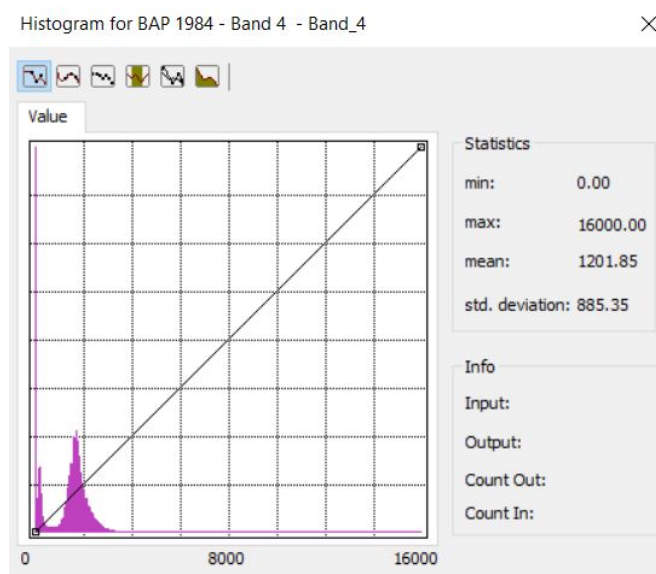 Histogram for BAP 1984 - Band 4 - Band_4
Value
Statistics
min: 0.00
max: 16000.00
mean: 1201.85
std. deviation: 885.35
Info
Input:
Output:
Count Out:
Count In:
0 8000 16000